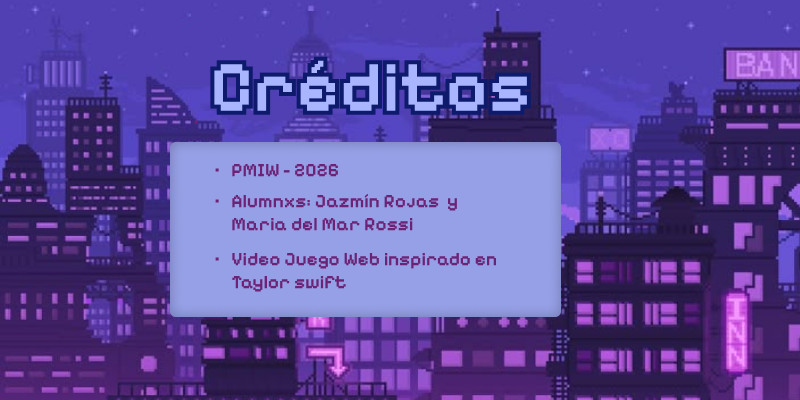 Créditos
BAN
• PMIW - 2026
• Alumnxs: Jazmín Rojas y
Maria del Mar Rossi
• Video Juego Web inspirado en
Taylor swift
INN